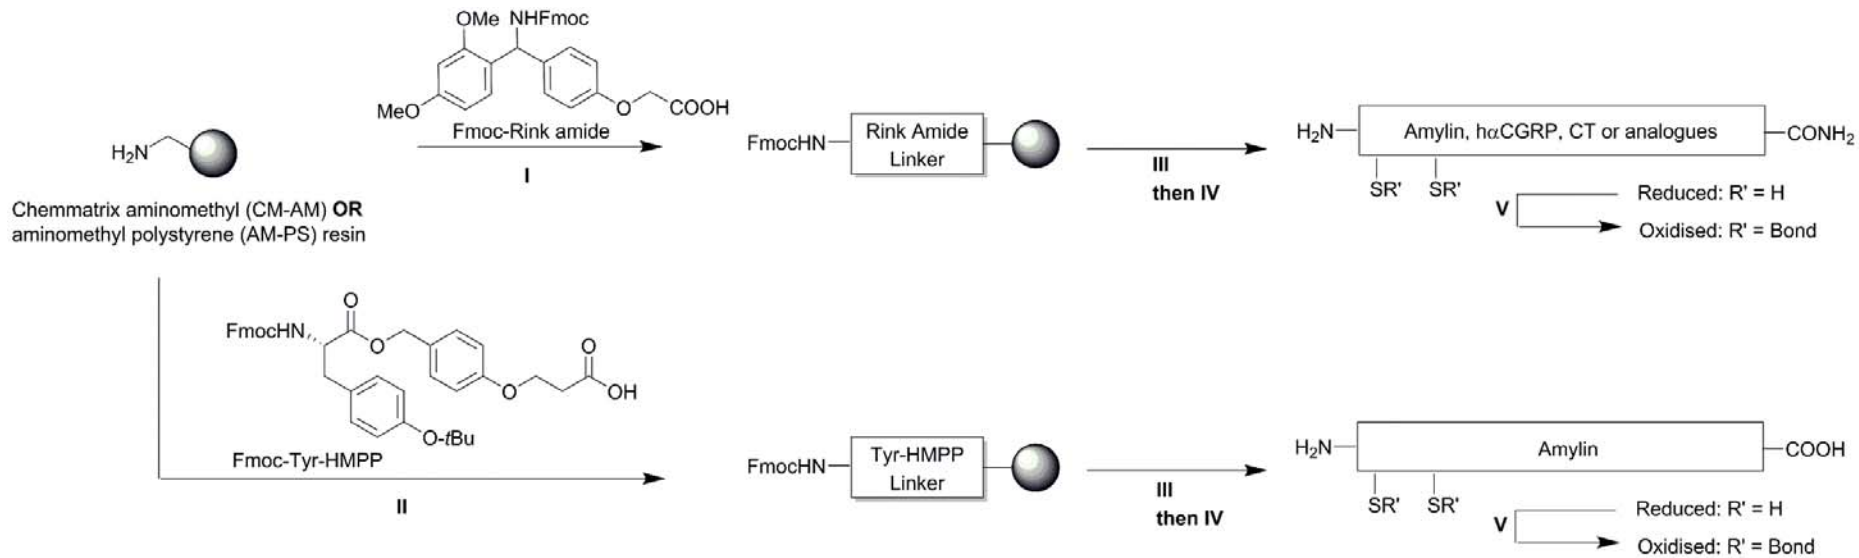 OMe NHFmoc
MeO
O
COOH
Fmoc-Rink amide
I
H₂N
Chemmatrix aminomethyl (CM-AM) OR
aminomethyl polystyrene (AM-PS) resin
FmocHN
Rink Amide
Linker
III
then IV
H₂N
Amylin, hαCGRP, CT or analogues
CONH₂
SR' SR'
V
Reduced: R' = H
Oxidised: R' = Bond
O
FmocHN
O
O
O
OH
O-tBu
Fmoc-Tyr-HMPP
II
FmocHN
Tyr-HMPP
Linker
III
then IV
H₂N
Amylin
COOH
SR' SR'
V
Reduced: R' = H
Oxidised: R' = Bond